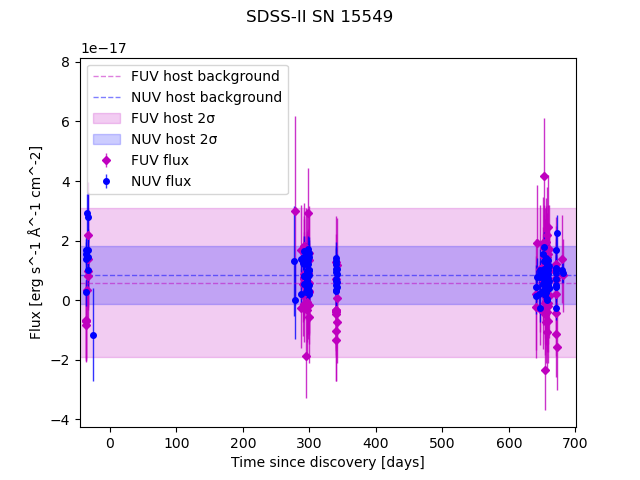 SDSS-II SN 15549
1e−17
FUV host background
NUV host background
FUV host 2σ
NUV host 2σ
FUV flux
NUV flux
8
6
4
2
0
−2
−4
Flux [erg s^-1 Å^-1 cm^-2]
0 100 200 300 400 500 600 700
Time since discovery [days]